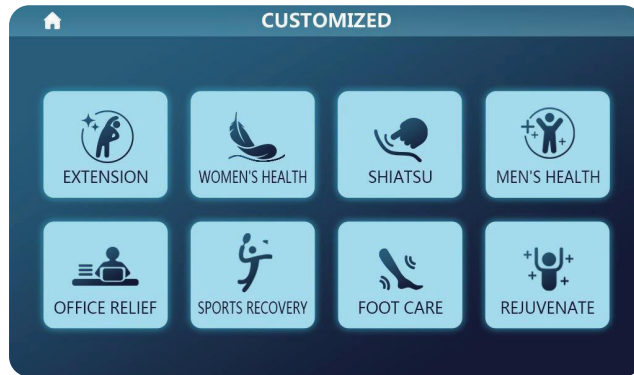 CUSTOMIZED
EXTENSION
WOMEN'S HEALTH
SHIATSU
MEN'S HEALTH
OFFICE RELIEF
SPORTS RECOVERY
FOOT CARE
REJUVENATE